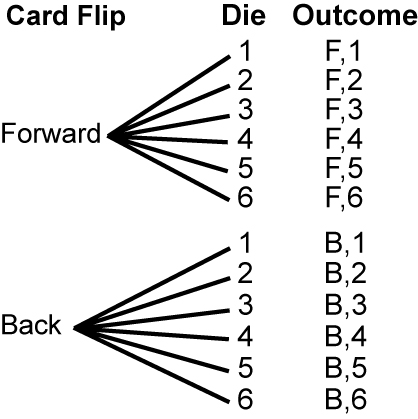 Card Flip Die Outcome
1 F,1
2 F,2
3 F,3
Forward 4 F,4
5 F,5
6 F,6
1 B,1
2 B,2
3 B,3
Back 4 B,4
5 B,5
6 B,6